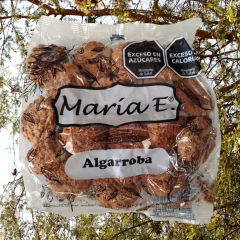 EXCESO EN
AZÚCARES
EXCESO EN
CALORÍAS
María E.®
Algarroba